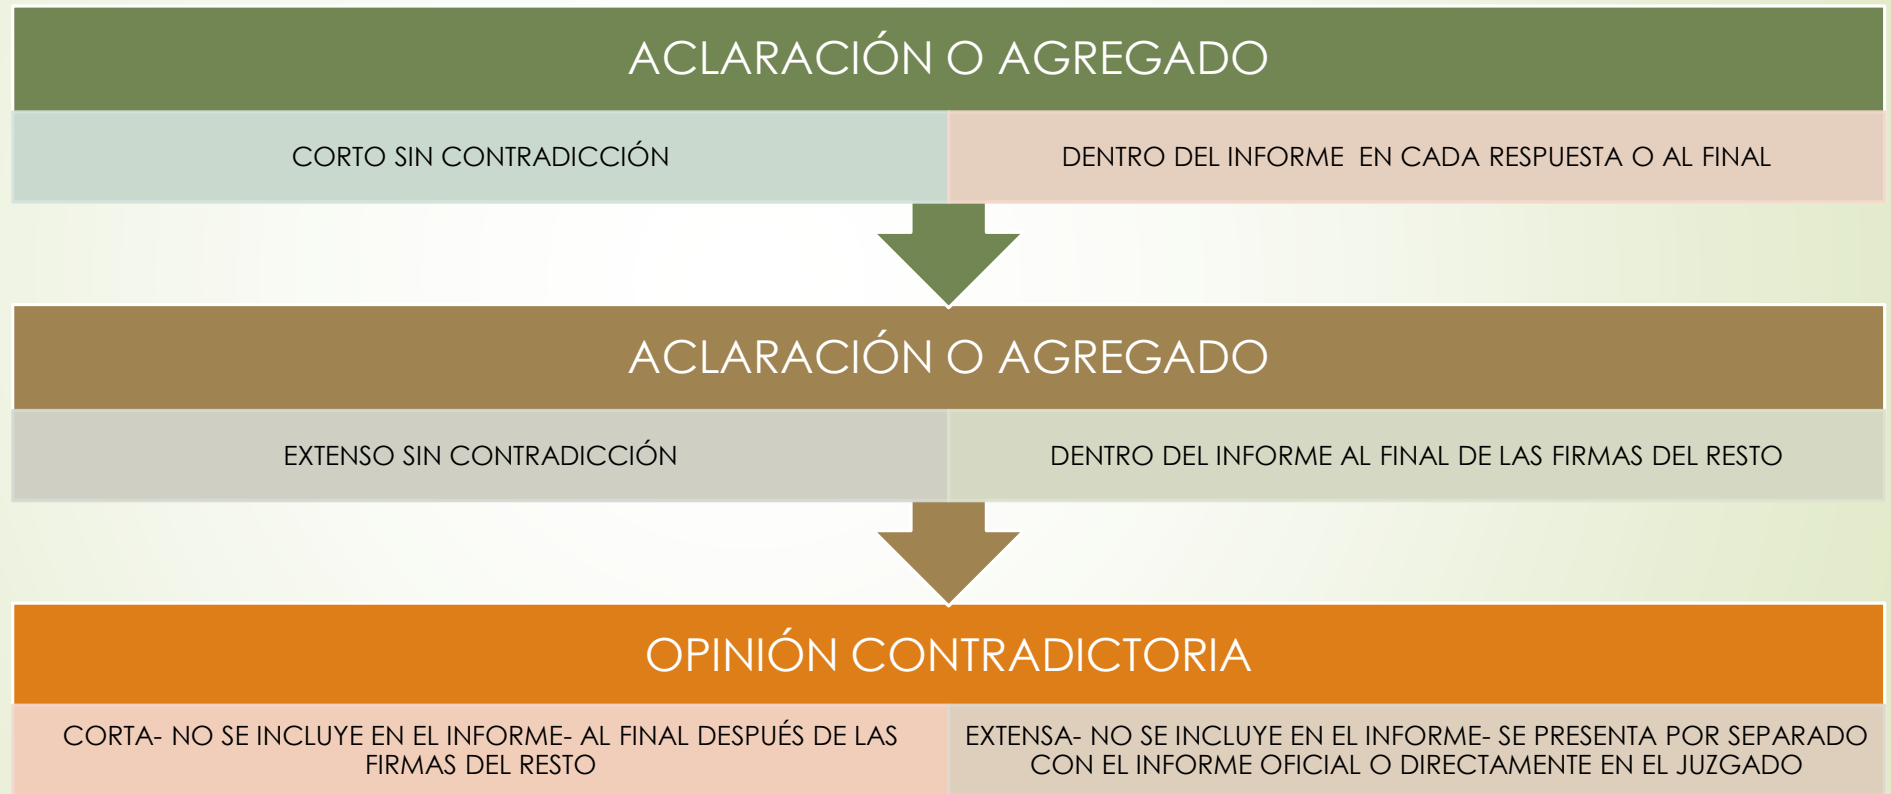 ACLARACIÓN O AGREGADO
CORTO SIN CONTRADICCIÓN
DENTRO DEL INFORME EN CADA RESPUESTA O AL FINAL
ACLARACIÓN O AGREGADO
EXTENSO SIN CONTRADICCIÓN
DENTRO DEL INFORME AL FINAL DE LAS FIRMAS DEL RESTO
OPINIÓN CONTRADICTORIA
CORTA- NO SE INCLUYE EN EL INFORME- AL FINAL DESPUÉS DE LAS
FIRMAS DEL RESTO
EXTENSA- NO SE INCLUYE EN EL INFORME- SE PRESENTA POR SEPARADO
CON EL INFORME OFICIAL O DIRECTAMENTE EN EL JUZGADO